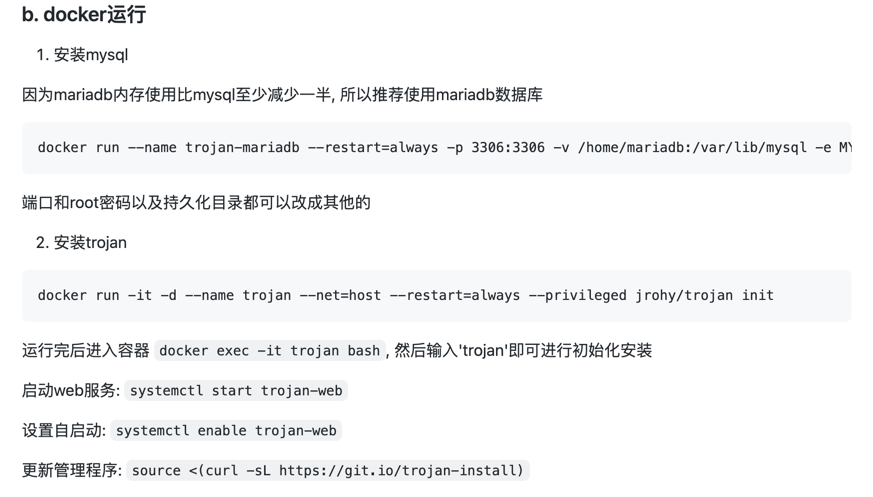 b. docker运行
1. 安装mysql
因为mariadb内存使用比mysql至少减少一半, 所以推荐使用mariadb数据库
docker run --name trojan-mariadb --restart=always -p 3306:3306 -v /home/mariadb:/var/lib/mysql -e MY
端口和root密码以及持久化目录都可以改成其他的
2. 安装trojan
docker run -it -d --name trojan --net=host --restart=always --privileged jrohy/trojan init
运行完后进入容器 docker exec -it trojan bash , 然后输入'trojan'即可进行初始化安装
启动web服务: systemctl start trojan-web
设置自启动: systemctl enable trojan-web
更新管理程序: source <(curl -sL https://git.io/trojan-install)